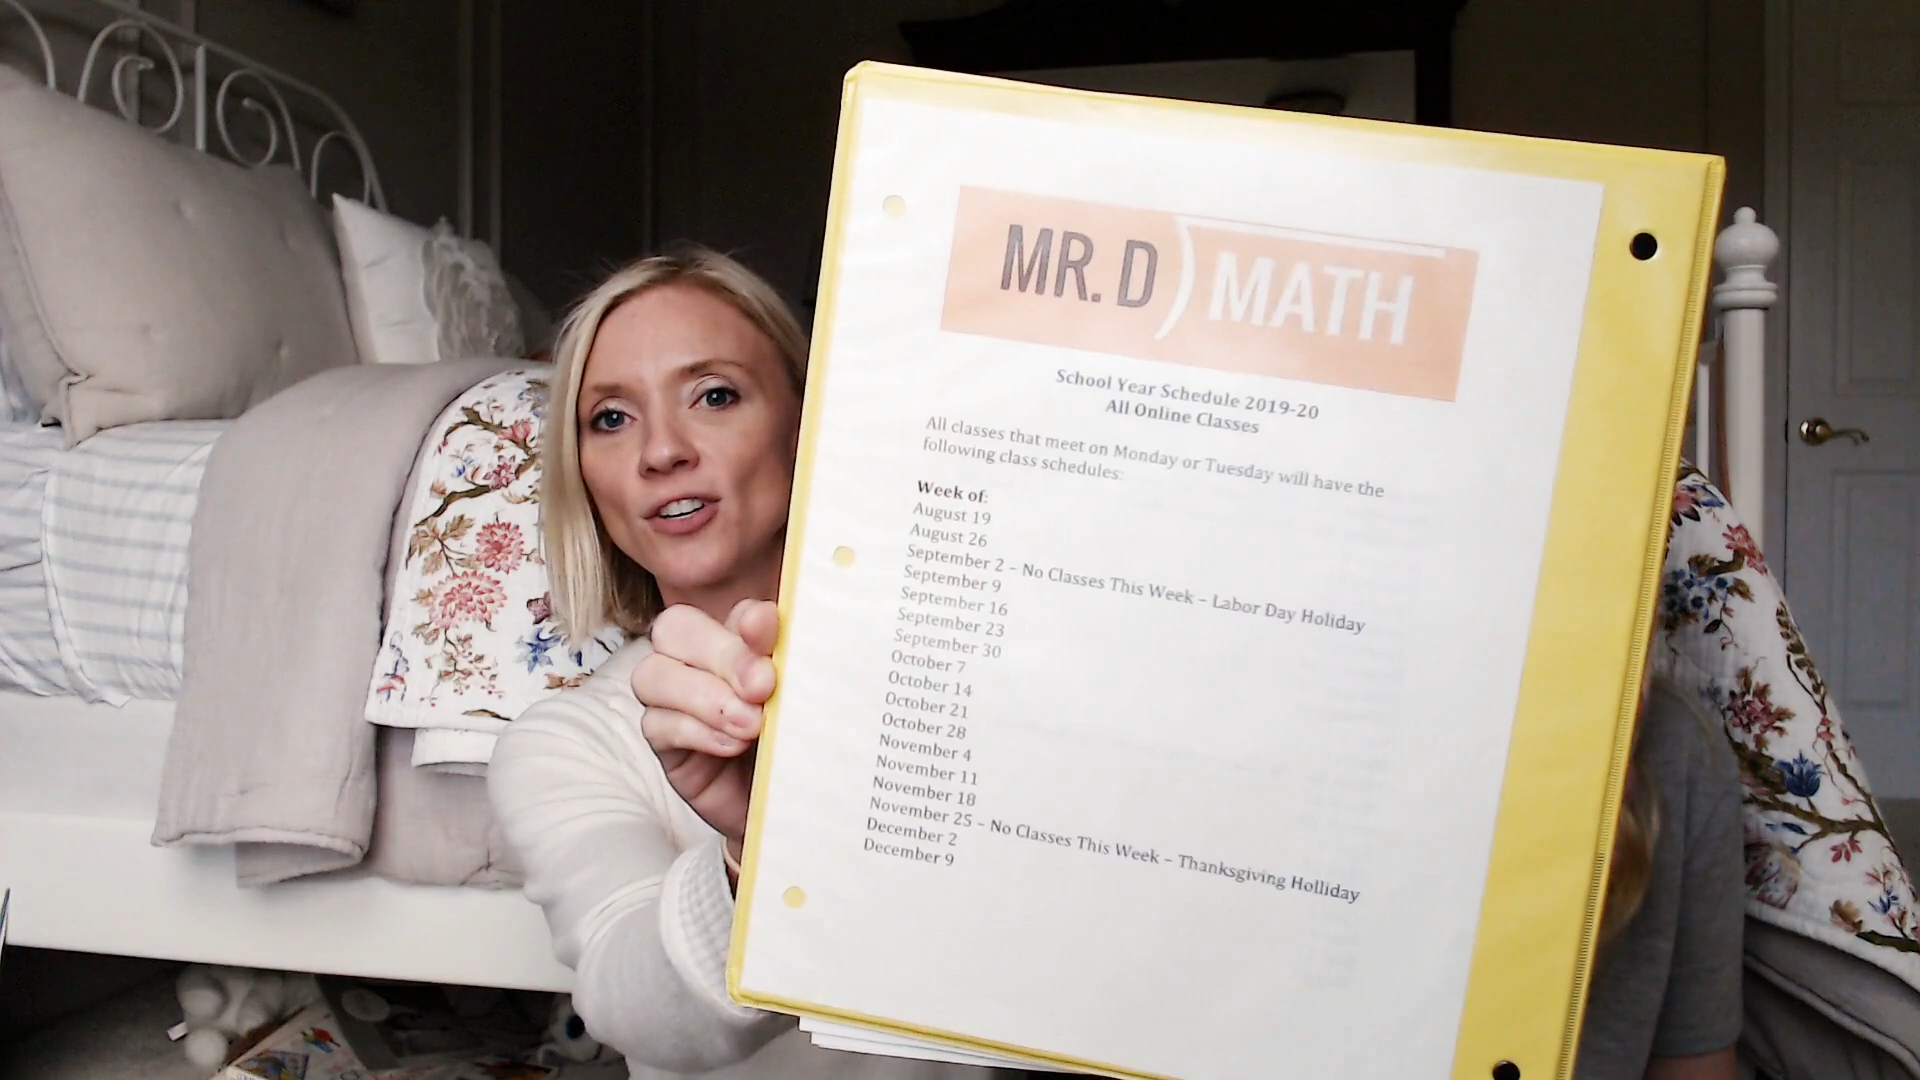 MR. D ) MATH
School Year Schedule 2019-20
All Online Classes
All classes that meet on Monday or Tuesday will have the
following class schedules:
Week of:
August 19
August 26
September 2 – No Classes This Week – Labor Day Holiday
September 9
September 16
September 23
September 30
October 7
October 14
October 21
October 28
November 4
November 11
November 18
November 25 – No Classes This Week – Thanksgiving Holliday
December 2
December 9